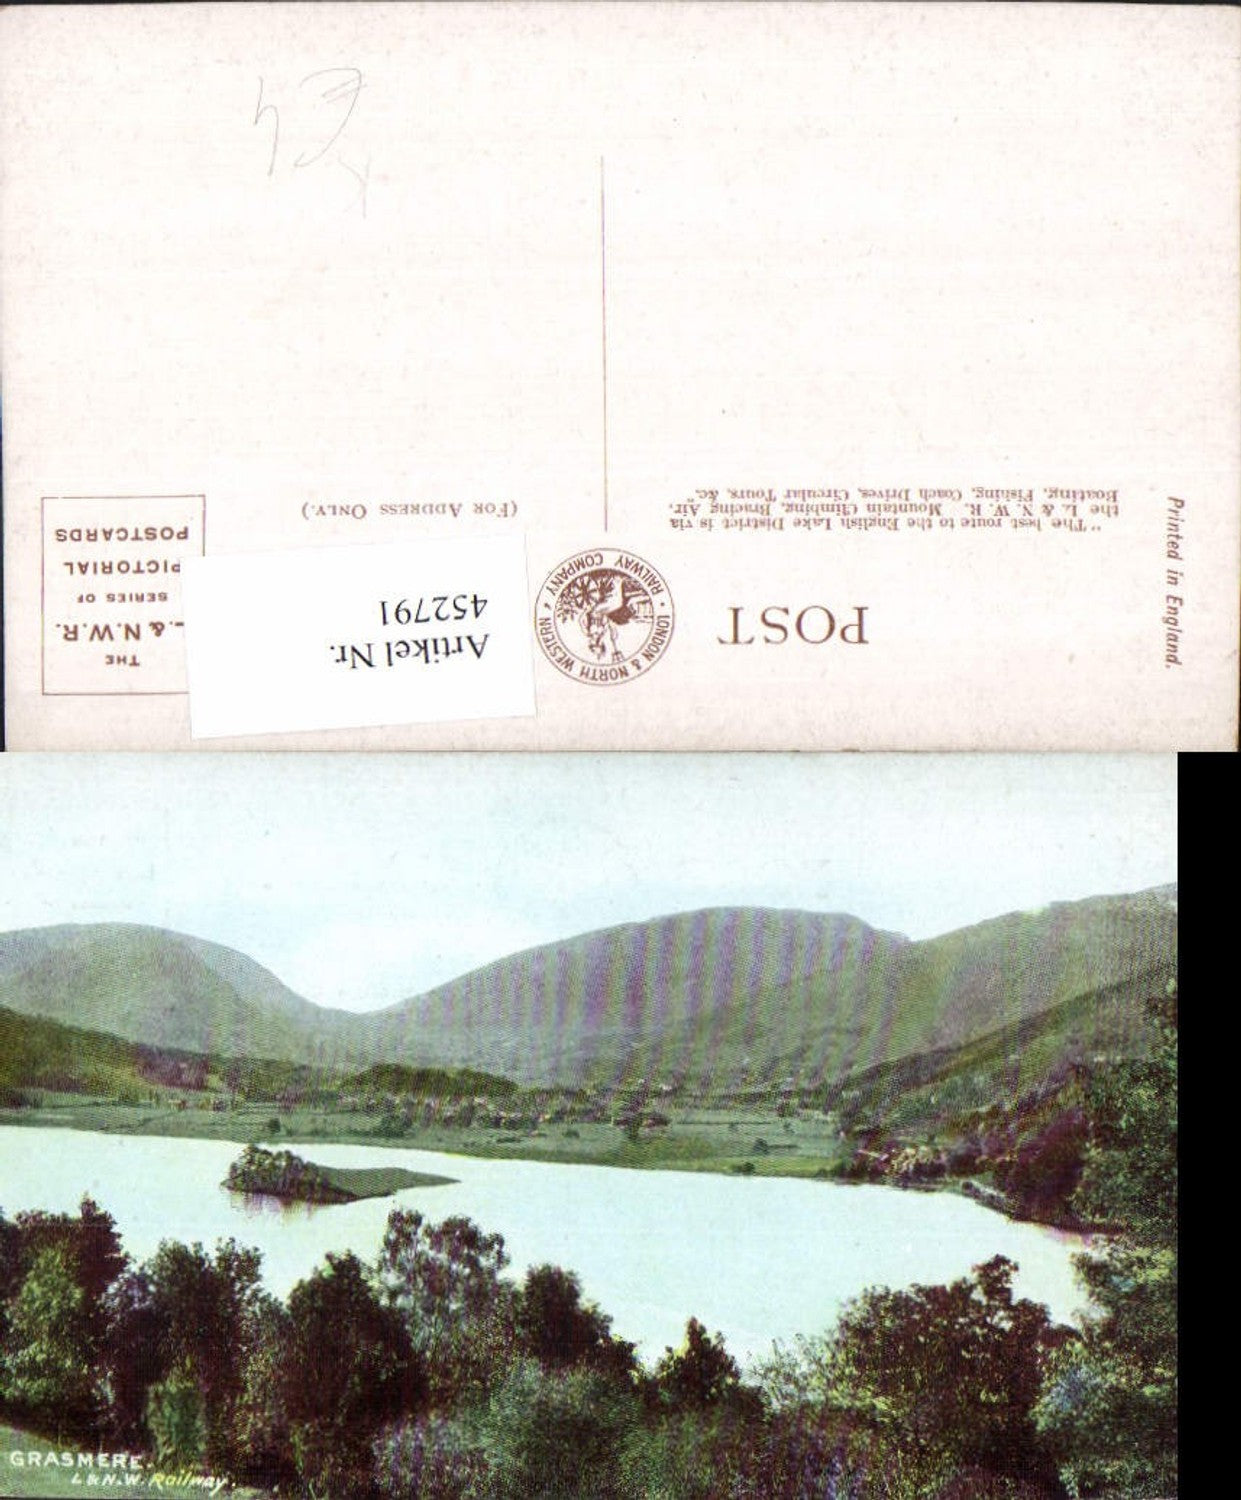 Printed in England.
POST
"The best route to the English Lake District is via
the L. & N. W. R. Mountain Climbing, Bracing Air,
Boating, Fishing, Coach Drives, Circular Tours, &c."
LONDON & NORTH WESTERN RAILWAY COMPANY
Artikel Nr.
452791
THE
L. & N.W.R.
SERIES OF
PICTORIAL
POSTCARDS
(FOR ADDRESS ONLY.)
GRASMERE.
L & N.W. Railway.